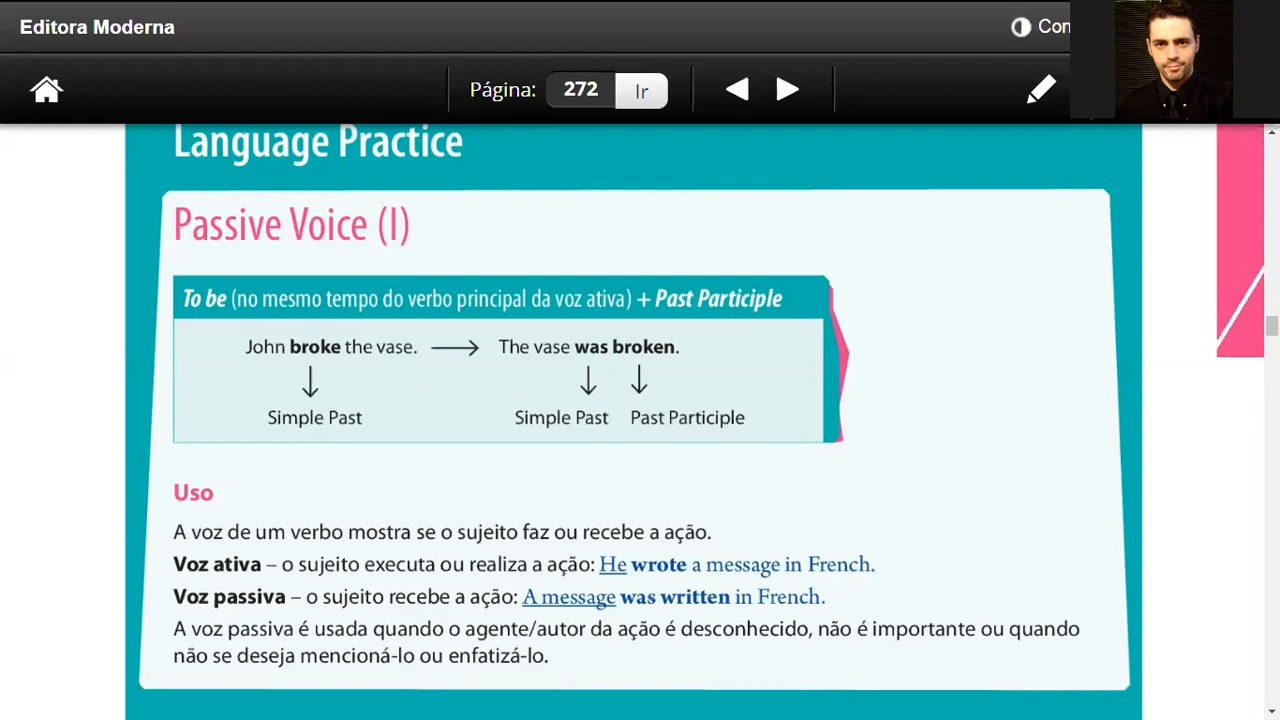 Editora Moderna
Con
Página: 272 Ir
Language Practice
Passive Voice (I)
To be (no mesmo tempo do verbo principal da voz ativa) + Past Participle
John broke the vase. → The vase was broken.
↓ ↓ ↓
Simple Past Simple Past Past Participle
Uso
A voz de um verbo mostra se o sujeito faz ou recebe a ação.
Voz ativa – o sujeito executa ou realiza a ação: He wrote a message in French.
Voz passiva – o sujeito recebe a ação: A message was written in French.
A voz passiva é usada quando o agente/autor da ação é desconhecido, não é importante ou quando
não se deseja mencioná-lo ou enfatizá-lo.